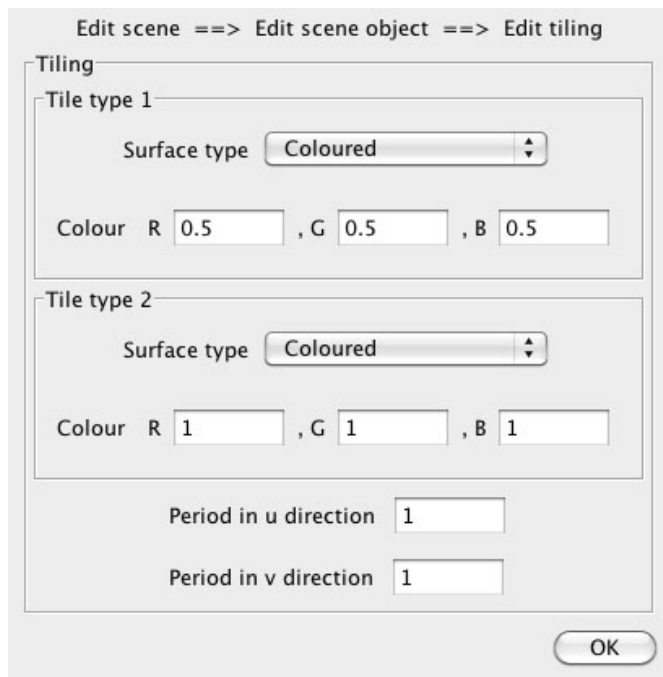 Edit scene ==> Edit scene object ==> Edit tiling
Tiling
Tile type 1
Surface type Coloured
Colour R 0.5 , G 0.5 , B 0.5
Tile type 2
Surface type Coloured
Colour R 1 , G 1 , B 1
Period in u direction 1
Period in v direction 1
OK